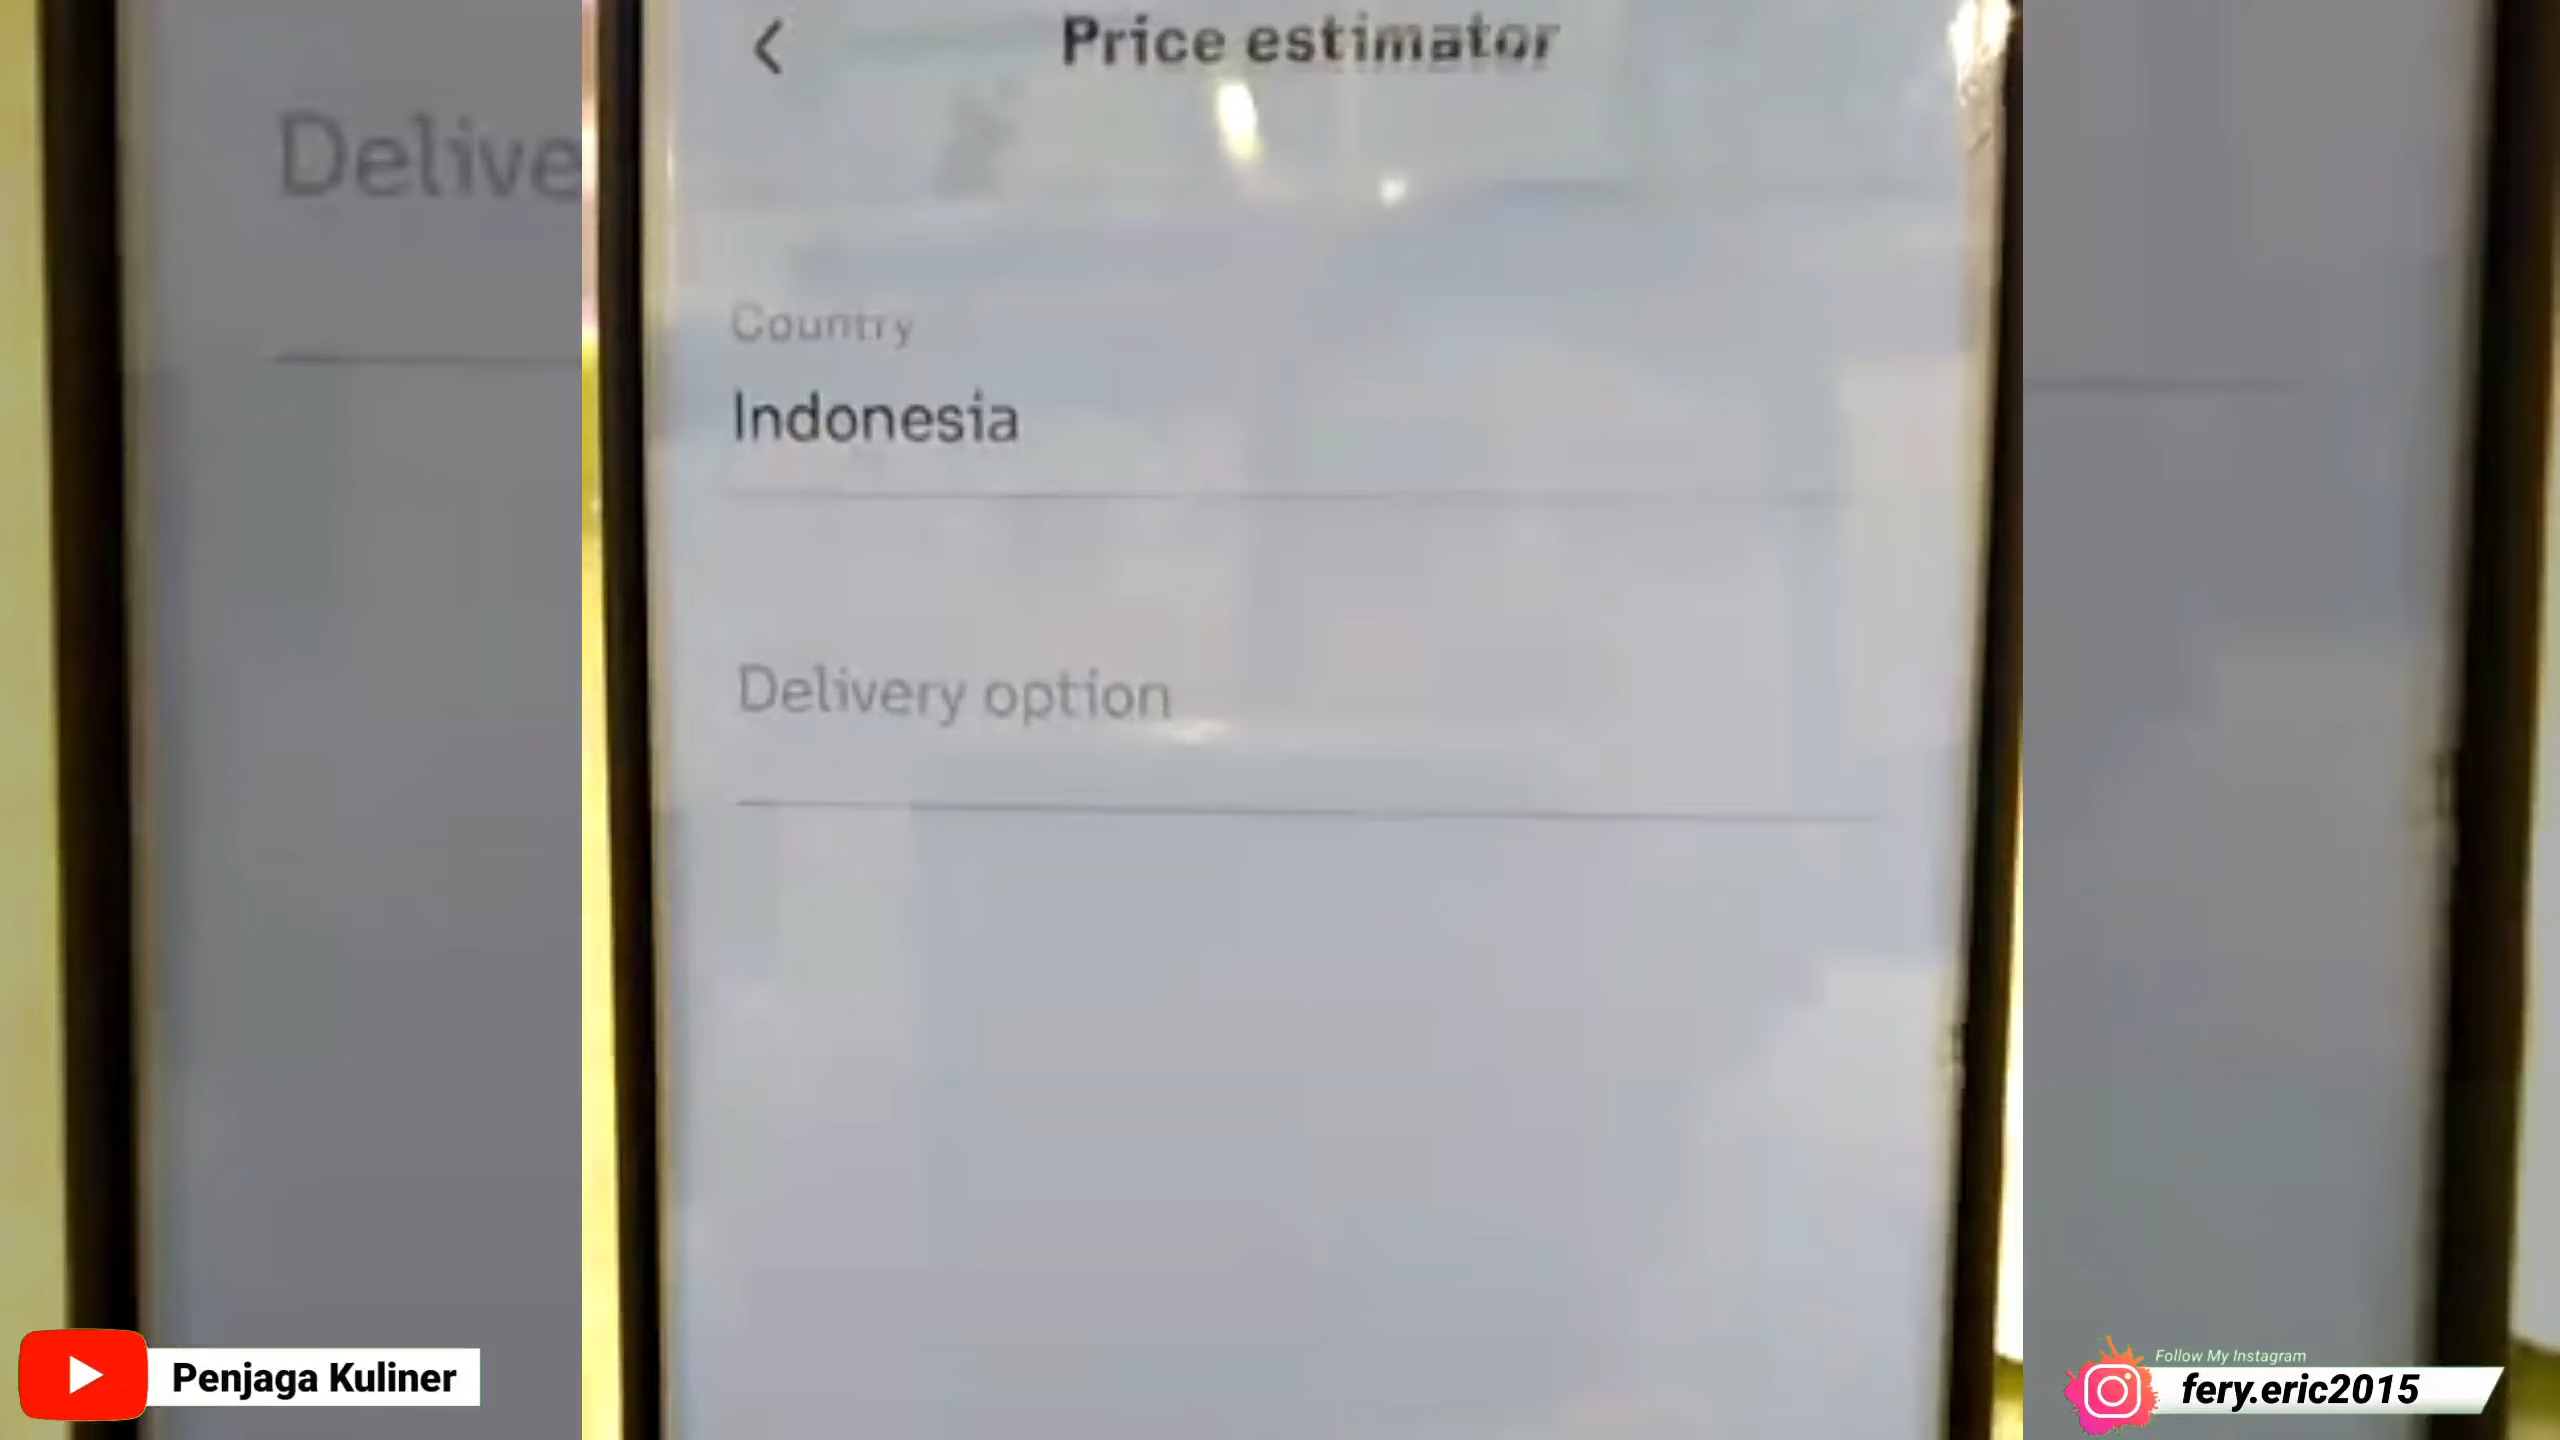 Price estimator
Delive
Country
Indonesia
Delivery option
Penjaga Kuliner
Follow My Instagram
fery.eric2015